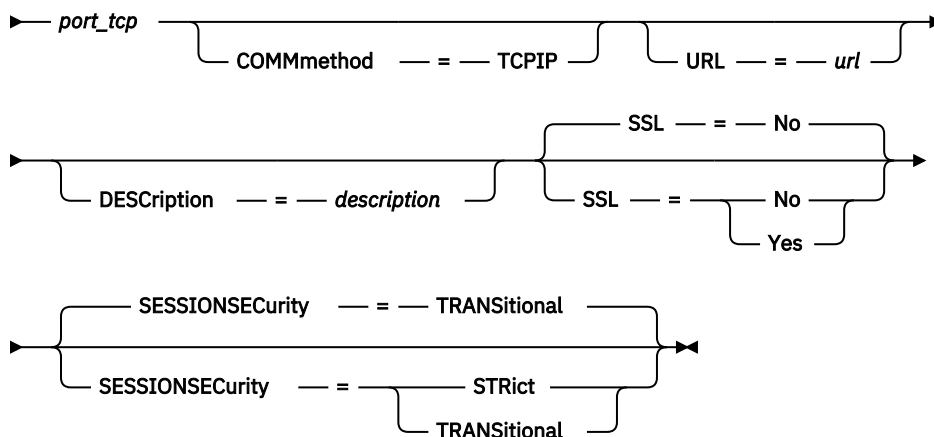 port_tcp
COMMmethod = TCPIP URL = url
SSL = No
DESCription = description SSL = No
Yes
SESSIONSECurity = TRANSitional
SESSIONSECurity = STRict
TRANSitional